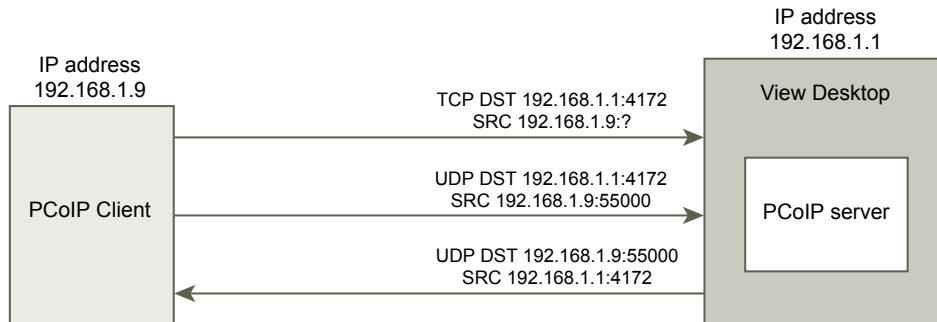 IP address
192.168.1.1
IP address
192.168.1.9
View Desktop
TCP DST 192.168.1.1:4172
SRC 192.168.1.9:?
UDP DST 192.168.1.1:4172
SRC 192.168.1.9:55000
PCoIP Client
PCoIP server
UDP DST 192.168.1.9:55000
SRC 192.168.1.1:4172